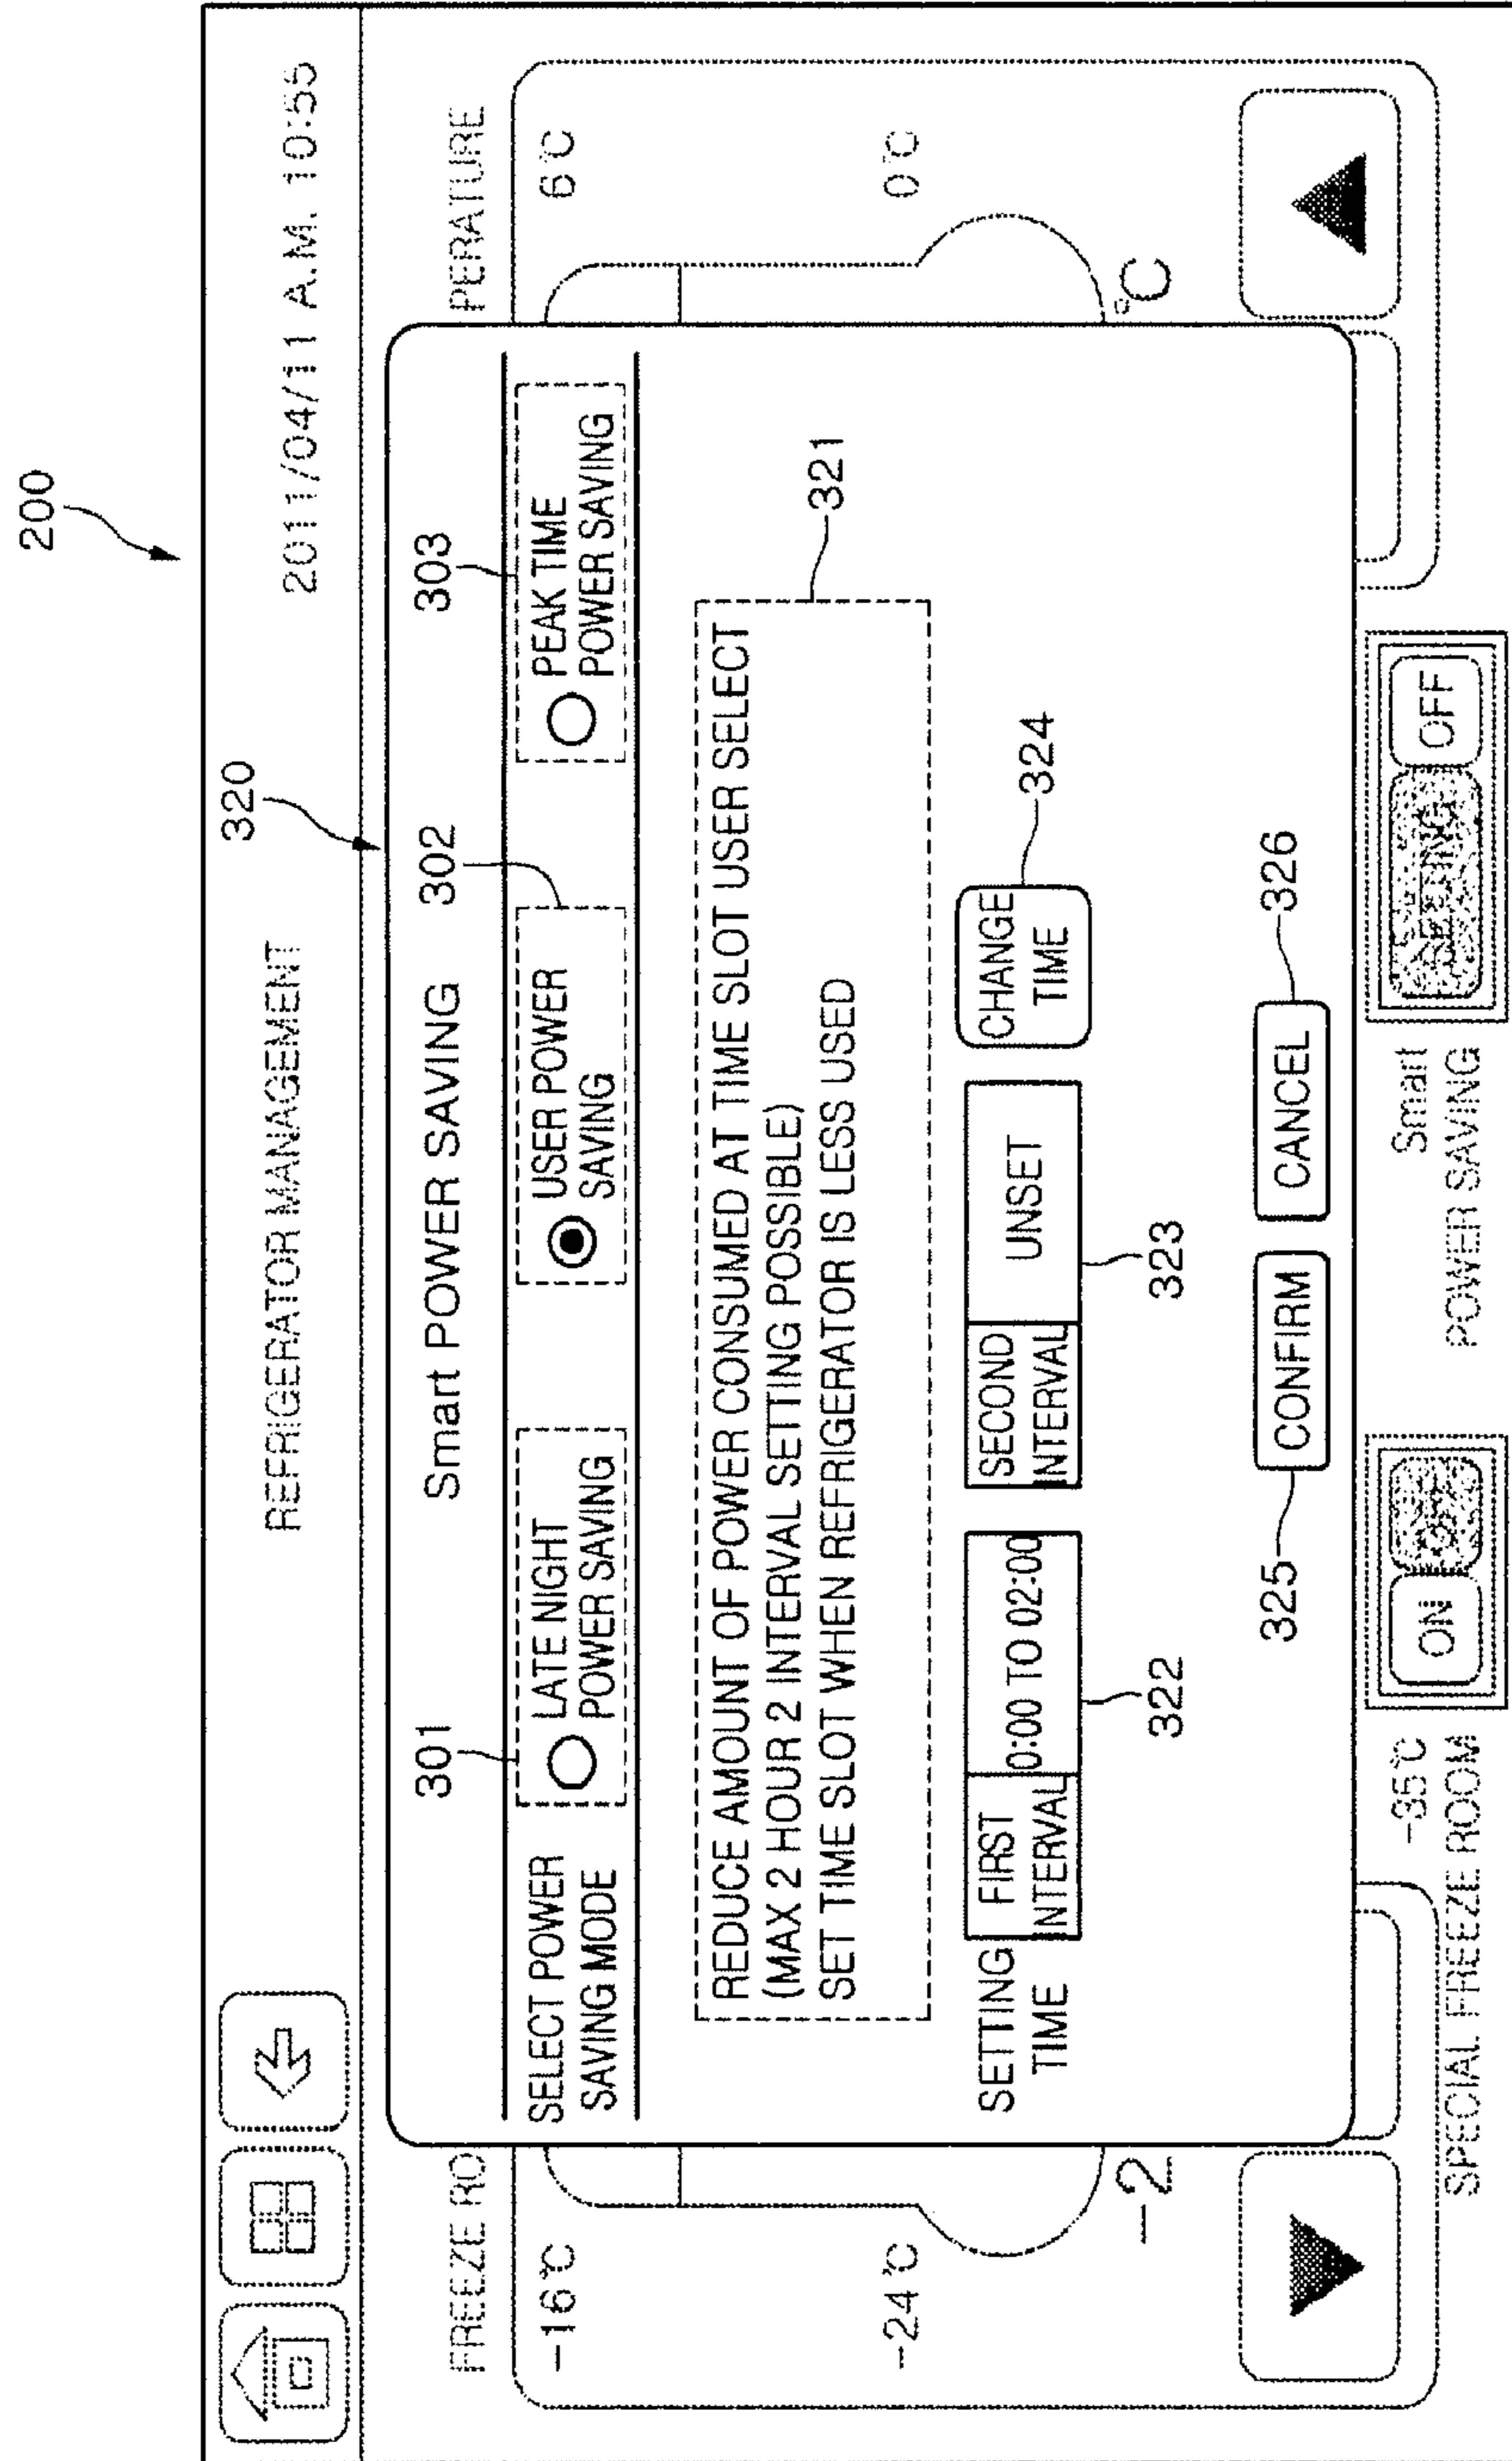 200
REFRIGERATOR MANAGEMENT
2011/04/11 A.M. 10:55
320
FREEZE RO
PERATURE
Smart POWER SAVING
301
302
303
SELECT POWER
SAVING MODE
LATE NIGHT
POWER SAVING
USER POWER
SAVING
PEAK TIME
POWER SAVING
-16℃
6℃
REDUCE AMOUNT OF POWER CONSUMED AT TIME SLOT USER SELECT
(MAX 2 HOUR 2 INTERVAL SETTING POSSIBLE)
SET TIME SLOT WHEN REFRIGERATOR IS LESS USED
321
-24℃
0℃
SETTING
TIME
FIRST
INTERVAL
0:00 TO 02:00
SECOND
INTERVAL
UNSET
CHANGE
TIME
322
323
324
-2
℃
325
CONFIRM
CANCEL
326
-35℃
SPECIAL FREEZE ROOM
ON
Smart
POWER SAVING
SETTING
OFF